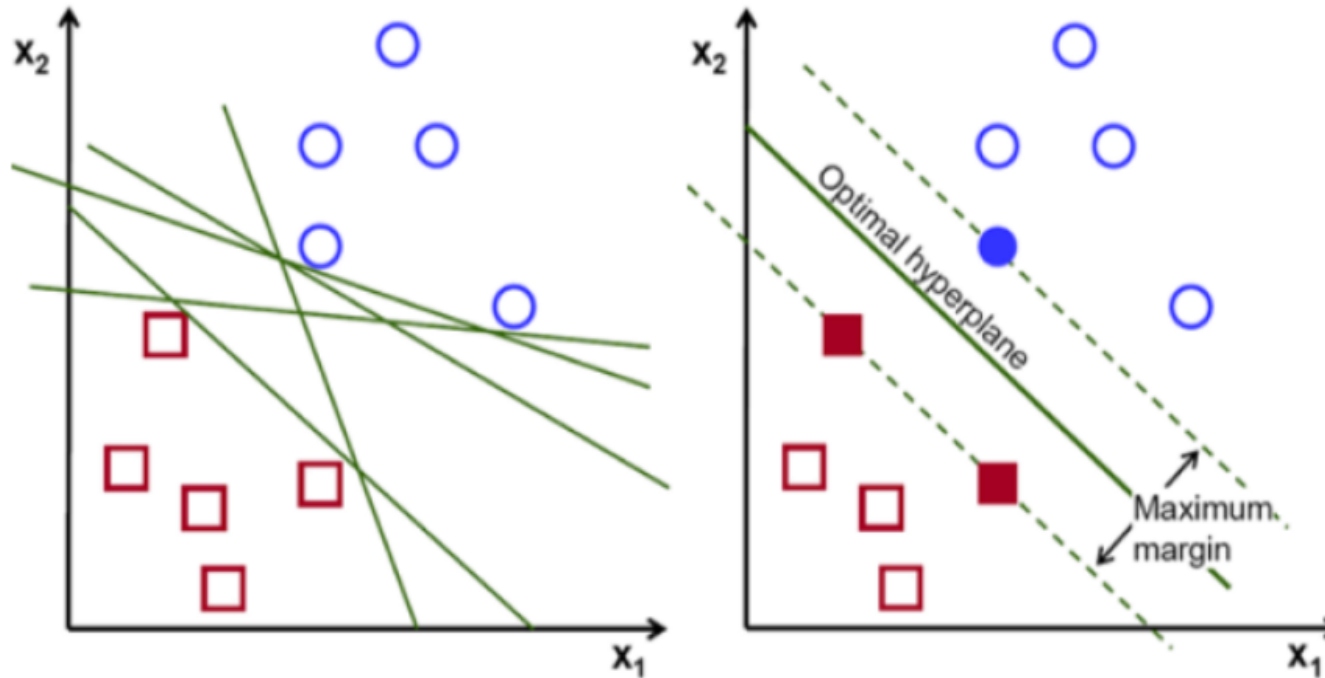 x₂
x₁
x₂
Optimal hyperplane
Maximum
margin
x₁